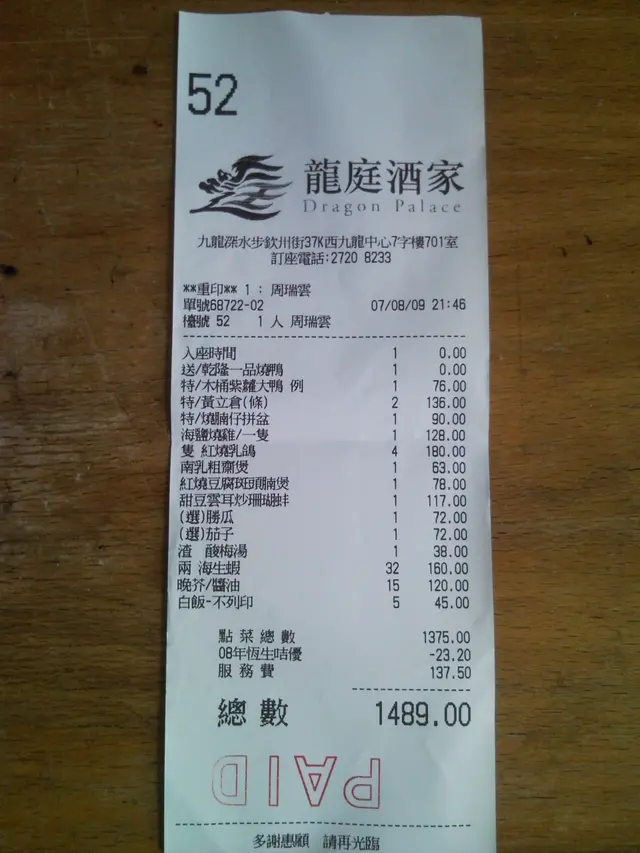 52
龍庭酒家
Dragon Palace
九龍深水步欽州街37K西九龍中心7字樓701室
訂座電話:2720 8233
**重印** 1 : 周瑞雲
單號68722-02 07/08/09 21:46
檯號 52 1 人 周瑞雲
入座時間 1 0.00
送/乾隆一品燒鴨 1 0.00
特/木桶紫蘿大鴨 例 1 76.00
特/黃立倉(條) 2 136.00
特/燒腩仔拼盆 1 90.00
海鹽燒雞/一隻 1 128.00
隻 紅燒乳鴿 4 180.00
南乳粗齋煲 1 63.00
紅燒豆腐斑頭腩煲 1 78.00
甜豆雲耳炒珊瑚蚌 1 117.00
(選)勝瓜 1 72.00
(選)茄子 1 72.00
渣 酸梅湯 1 38.00
兩 海生蝦 32 160.00
晚芥/醬油 15 120.00
白飯-不列印 5 45.00
點菜總數 1375.00
08年恆生咭優 -23.20
服務費 137.50
總數 1489.00
PAID
多謝惠顧 請再光臨